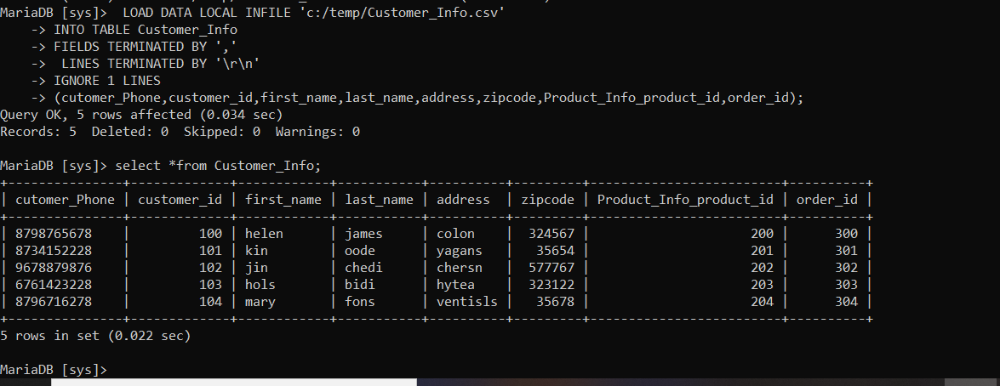 MariaDB [sys]>  LOAD DATA LOCAL INFILE 'c:/temp/Customer_Info.csv'
    -> INTO TABLE Customer_Info
    -> FIELDS TERMINATED BY ','
    ->  LINES TERMINATED BY '\r\n'
    -> IGNORE 1 LINES
    -> (cutomer_Phone,customer_id,first_name,last_name,address,zipcode,Product_Info_product_id,order_id);
Query OK, 5 rows affected (0.034 sec)
Records: 5  Deleted: 0  Skipped: 0  Warnings: 0
MariaDB [sys]> select *from Customer_Info;
+---------------+-------------+------------+-----------+----------+---------+-------------------------+----------+
| cutomer_Phone | customer_id | first_name | last_name | address  | zipcode | Product_Info_product_id | order_id |
+---------------+-------------+------------+-----------+----------+---------+-------------------------+----------+
| 8798765678    |         100 | helen      | james     | colon    |  324567 |                     200 |      300 |
| 8734152228    |         101 | kin        | oode      | yagans   |   35654 |                     201 |      301 |
| 9678879876    |         102 | jin        | chedi     | chersn   |  577767 |                     202 |      302 |
| 6761423228    |         103 | hols       | bidi      | hytea    |  323122 |                     203 |      303 |
| 8796716278    |         104 | mary       | fons      | ventisls |   35678 |                     204 |      304 |
+---------------+-------------+------------+-----------+----------+---------+-------------------------+----------+
5 rows in set (0.022 sec)
MariaDB [sys]>